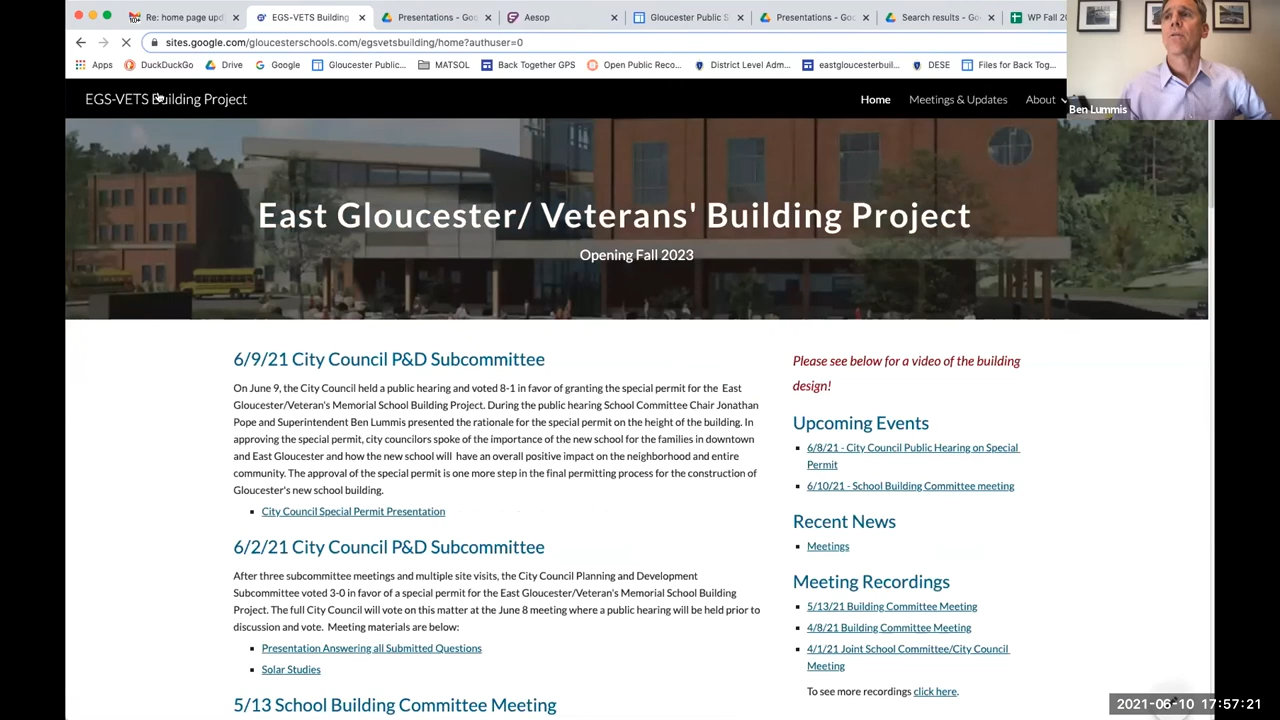 Re: home page upd
EGS-VETS Building
Presentations - Goo
Aesop
Gloucester Public S
Presentations - Goo
Search results - Go
WP Fall 20
sites.google.com/gloucesterschools.com/egsvetsbuilding/home?authuser=0
Apps DuckDuckGo Drive Google Gloucester Public... MATSOL Back Together GPS Open Public Reco... District Level Adm... eastgloucesterbuil... DESE Files for Back Tog...
Ben Lummis
EGS-VETS Building Project
Home Meetings & Updates About
East Gloucester/ Veterans' Building Project
Opening Fall 2023
6/9/21 City Council P&D Subcommittee
On June 9, the City Council held a public hearing and voted 8-1 in favor of granting the special permit for the East
Gloucester/Veteran's Memorial School Building Project. During the public hearing School Committee Chair Jonathan
Pope and Superintendent Ben Lummis presented the rationale for the special permit on the height of the building. In
approving the special permit, city councilors spoke of the importance of the new school for the families in downtown
and East Gloucester and how the new school will have an overall positive impact on the neighborhood and entire
community. The approval of the special permit is one more step in the final permitting process for the construction of
Gloucester's new school building.
City Council Special Permit Presentation
6/2/21 City Council P&D Subcommittee
After three subcommittee meetings and multiple site visits, the City Council Planning and Development
Subcommittee voted 3-0 in favor of a special permit for the East Gloucester/Veteran's Memorial School Building
Project. The full City Council will vote on this matter at the June 8 meeting where a public hearing will be held prior to
discussion and vote. Meeting materials are below:
Presentation Answering all Submitted Questions
Solar Studies
5/13 School Building Committee Meeting
Please see below for a video of the building
design!
Upcoming Events
6/8/21 - City Council Public Hearing on Special
Permit
6/10/21 - School Building Committee meeting
Recent News
Meetings
Meeting Recordings
5/13/21 Building Committee Meeting
4/8/21 Building Committee Meeting
4/1/21 Joint School Committee/City Council
Meeting
To see more recordings click here.
2021-06-10 17:57:21